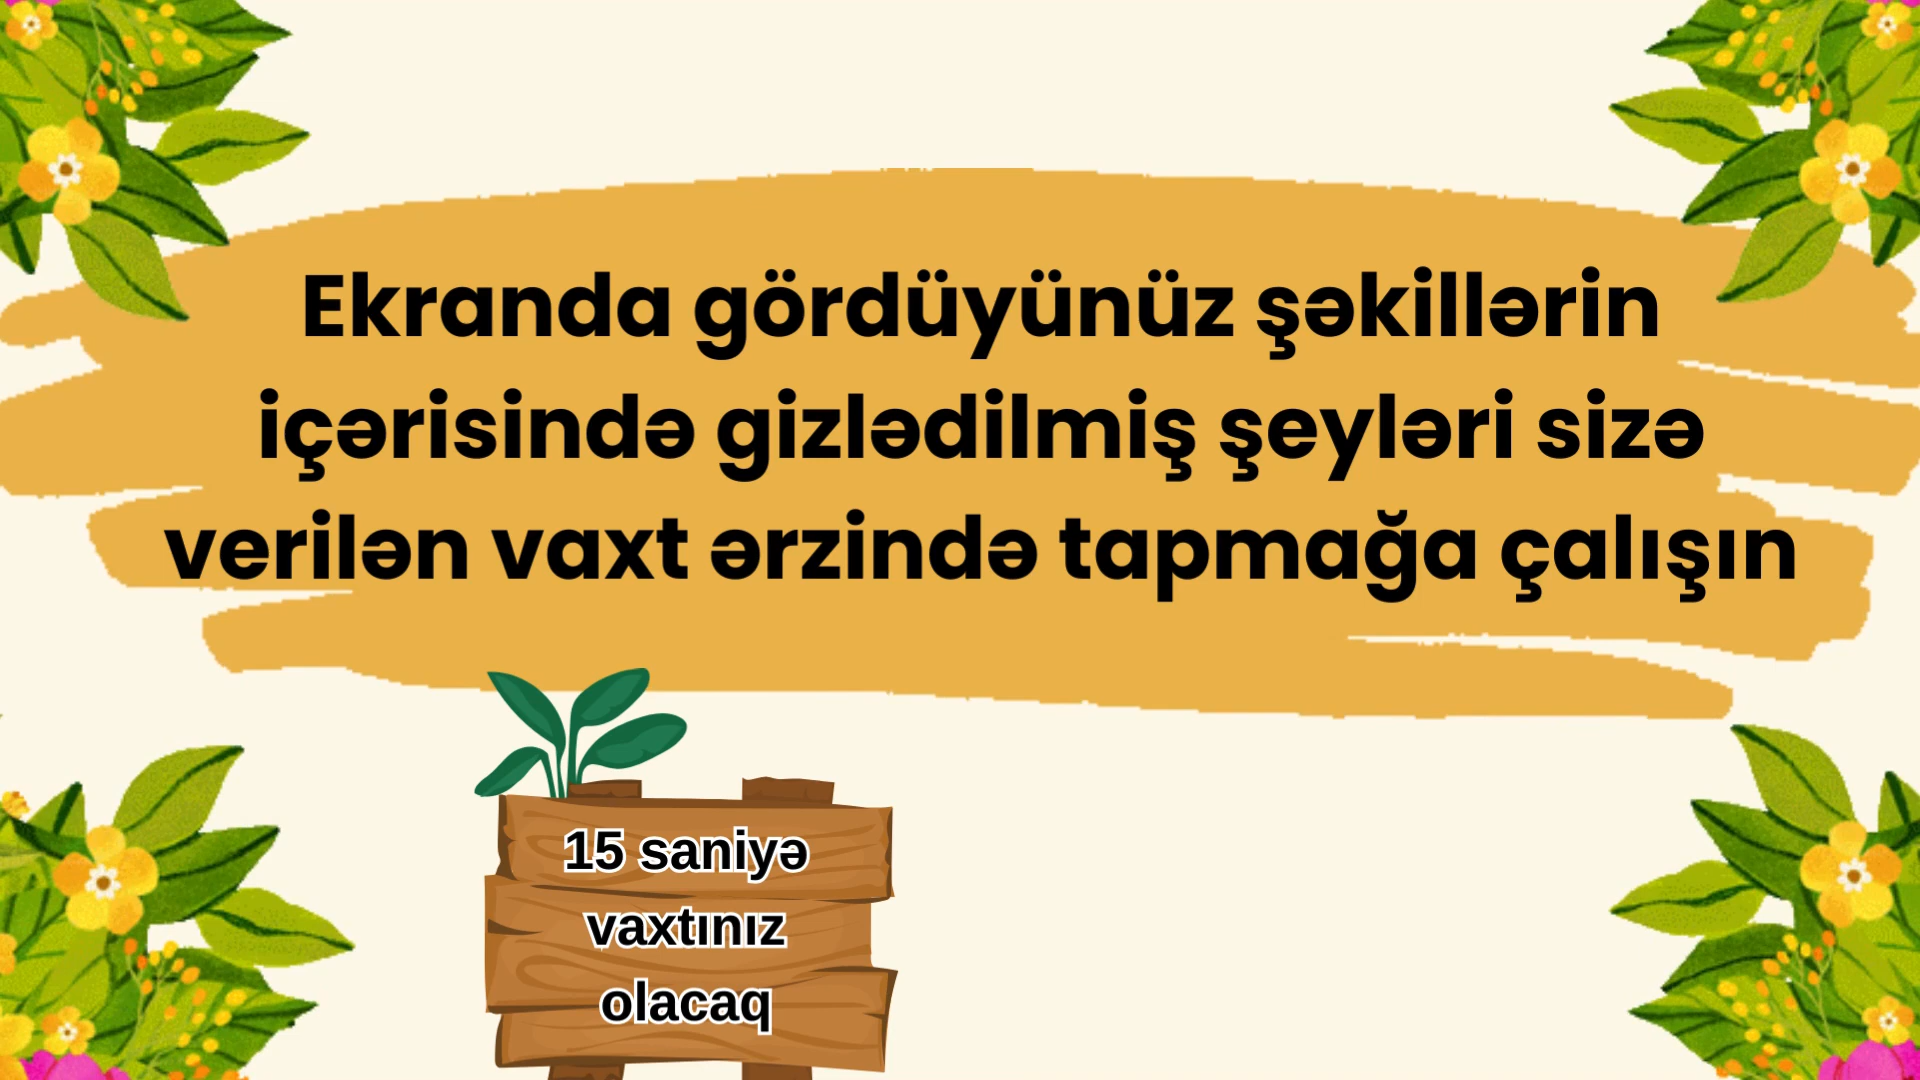 Ekranda gördüyünüz şəkillərin
içərisində gizlədilmiş şeyləri sizə
verilən vaxt ərzində tapmağa çalışın
15 saniyə
vaxtınız
olacaq